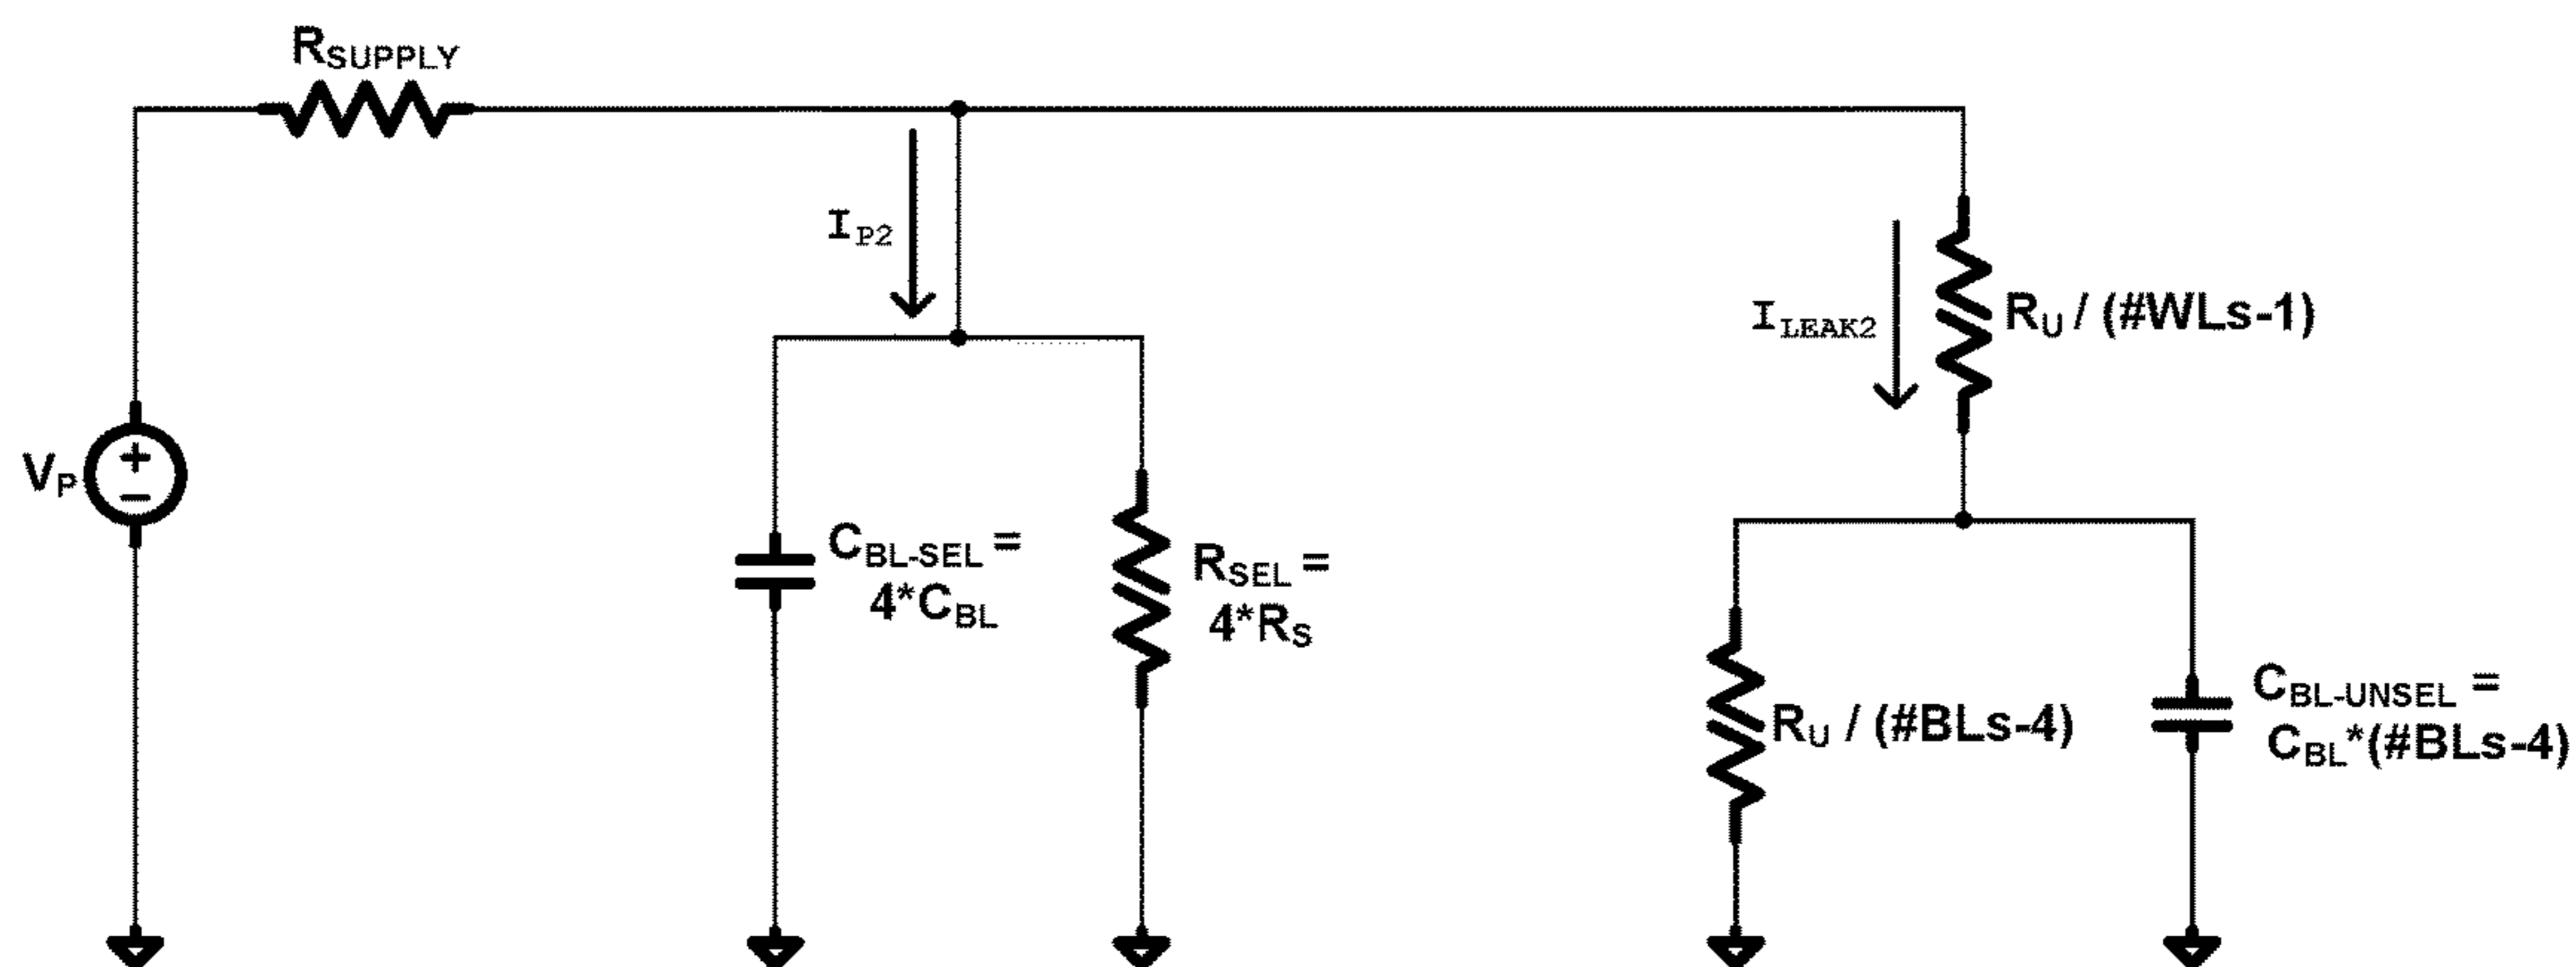 RSUPPLY
IP2
ILEAK2
RU / (#WLs-1)
VP
+
−
CBL-SEL =
4*CBL
RSEL =
4*RS
RU / (#BLs-4)
CBL-UNSEL =
CBL*(#BLs-4)